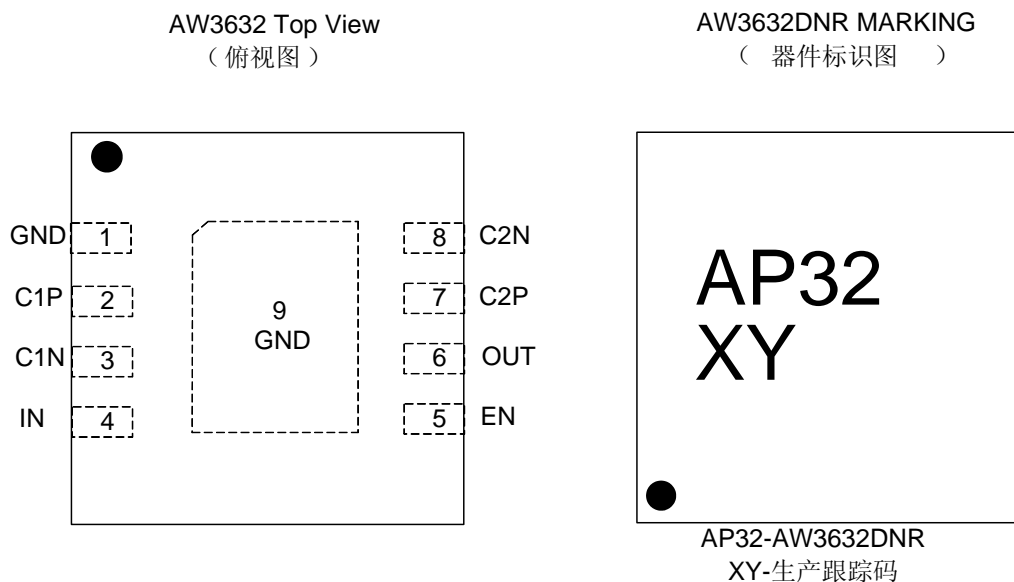 AW3632 Top View
（俯视图）
GND 1
C1P 2
C1N 3
IN 4
9
GND
8 C2N
7 C2P
6 OUT
5 EN
AW3632DNR MARKING
（ 器件标识图 ）
AP32
XY
AP32-AW3632DNR
XY-生产跟踪码